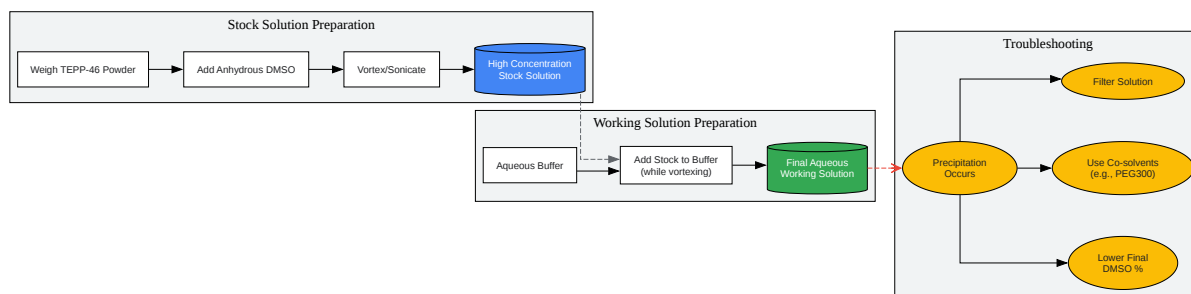 Stock Solution Preparation
Weigh TEPP-46 Powder
Add Anhydrous DMSO
Vortex/Sonicate
High Concentration
Stock Solution
Working Solution Preparation
Aqueous Buffer
Add Stock to Buffer
(while vortexing)
Final Aqueous
Working Solution
Troubleshooting
Precipitation
Occurs
Filter Solution
Use Co-solvents
(e.g., PEG300)
Lower Final
DMSO %